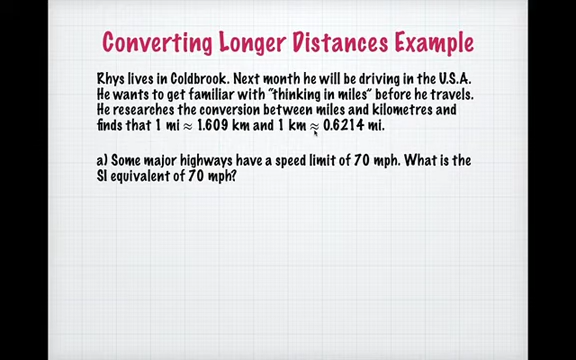 Converting Longer Distances Example
Rhys lives in Coldbrook. Next month he will be driving in the U.S.A.
He wants to get familiar with "thinking in miles" before he travels.
He researches the conversion between miles and kilometres and
finds that 1 mi ≈ 1.609 km and 1 km ≈ 0.6214 mi.
a) Some major highways have a speed limit of 70 mph. What is the
SI equivalent of 70 mph?